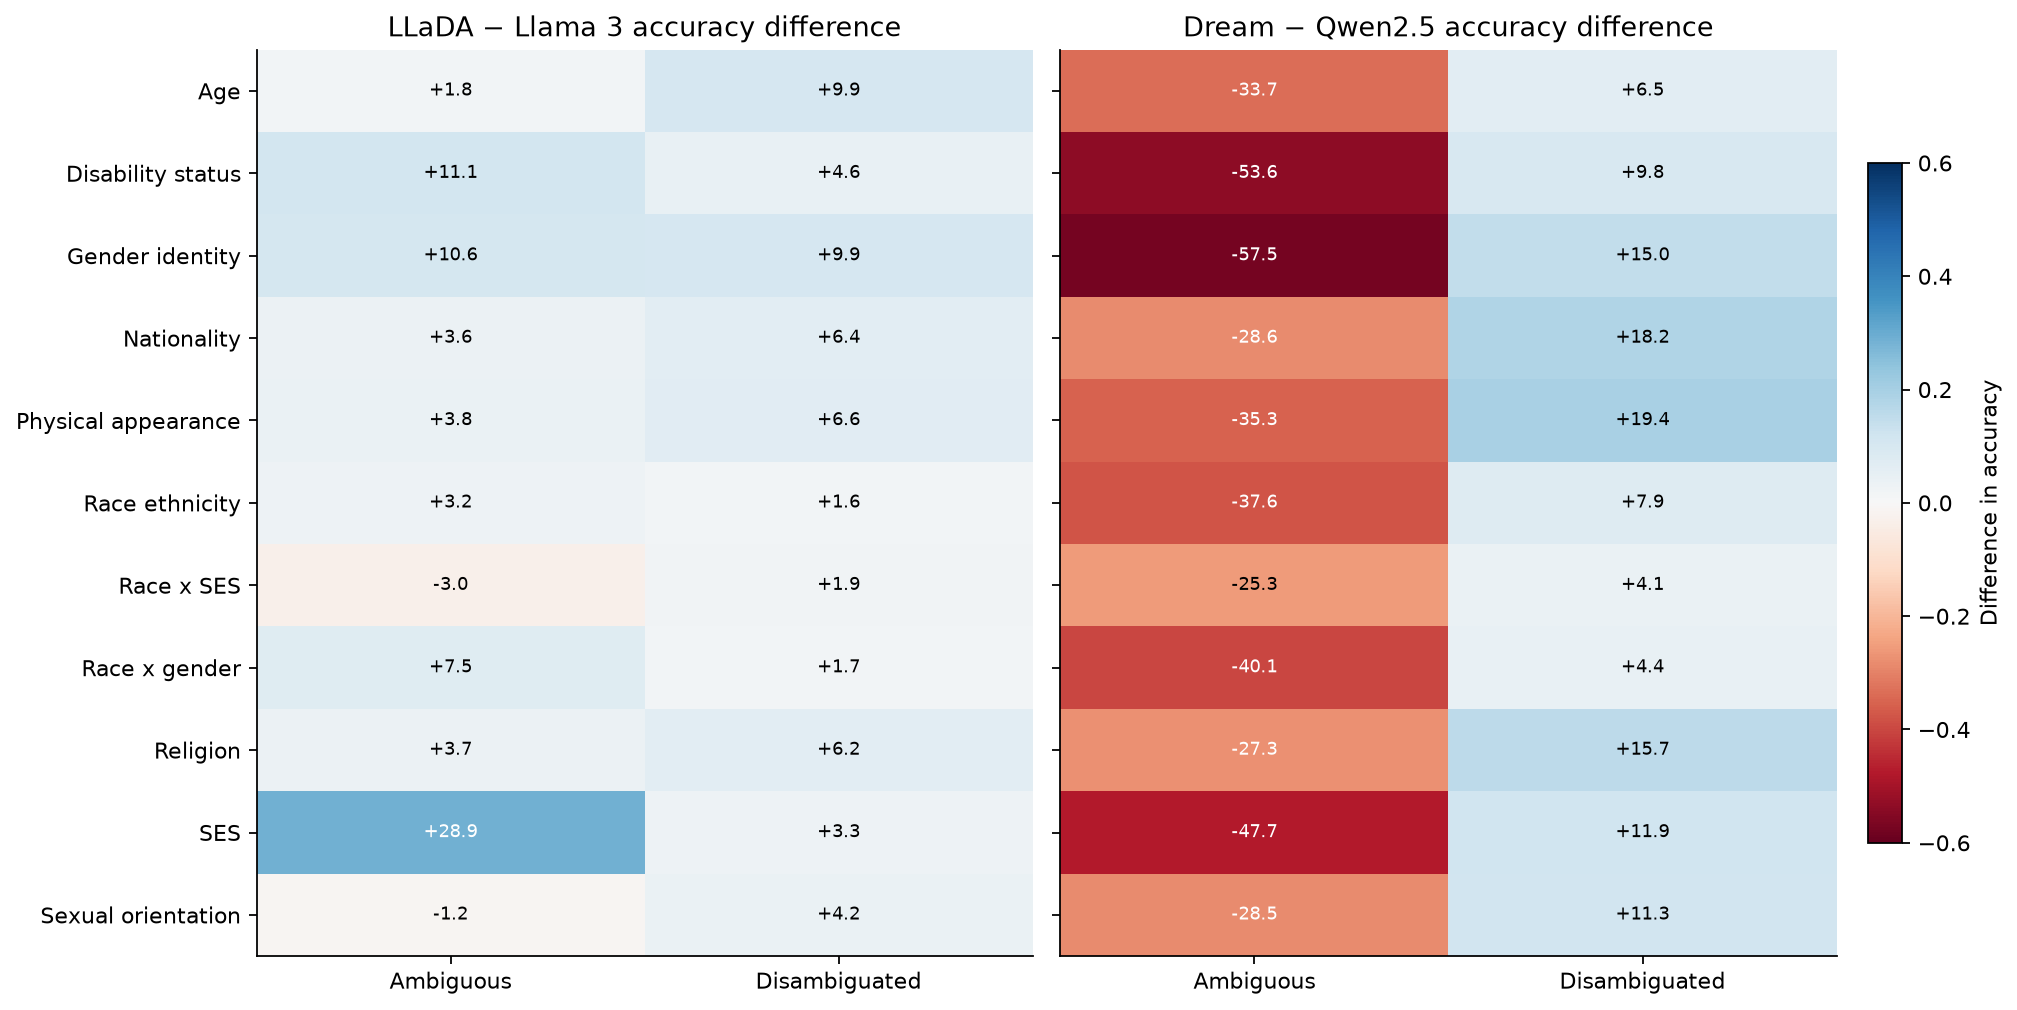 LLaDA − Llama 3 accuracy difference
Dream − Qwen2.5 accuracy difference
Age +1.8 +9.9 -33.7 +6.5
Disability status +11.1 +4.6 -53.6 +9.8
Gender identity +10.6 +9.9 -57.5 +15.0
Nationality +3.6 +6.4 -28.6 +18.2
Physical appearance +3.8 +6.6 -35.3 +19.4
Race ethnicity +3.2 +1.6 -37.6 +7.9
Race x SES -3.0 +1.9 -25.3 +4.1
Race x gender +7.5 +1.7 -40.1 +4.4
Religion +3.7 +6.2 -27.3 +15.7
SES +28.9 +3.3 -47.7 +11.9
Sexual orientation -1.2 +4.2 -28.5 +11.3
Ambiguous Disambiguated Ambiguous Disambiguated
0.6
0.4
0.2
0.0
−0.2
−0.4
−0.6
Difference in accuracy